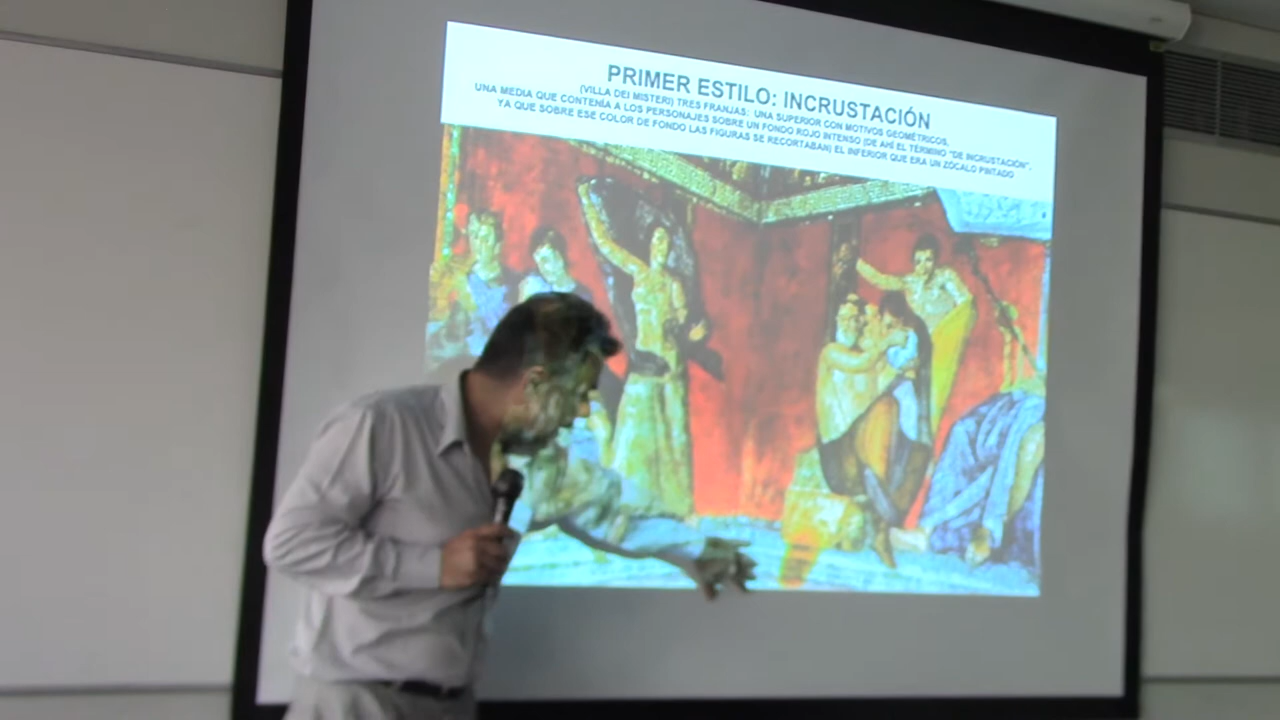 PRIMER ESTILO: INCRUSTACIÓN
(VILLA DEI MISTERI) TRES FRANJAS: UNA SUPERIOR CON MOTIVOS GEOMÉTRICOS,
UNA MEDIA QUE CONTENÍA A LOS PERSONAJES SOBRE UN FONDO ROJO INTENSO (DE AHÍ EL TÉRMINO "DE INCRUSTACIÓN",
YA QUE SOBRE ESE COLOR DE FONDO LAS FIGURAS SE RECORTABAN) EL INFERIOR QUE ERA UN ZÓCALO PINTADO